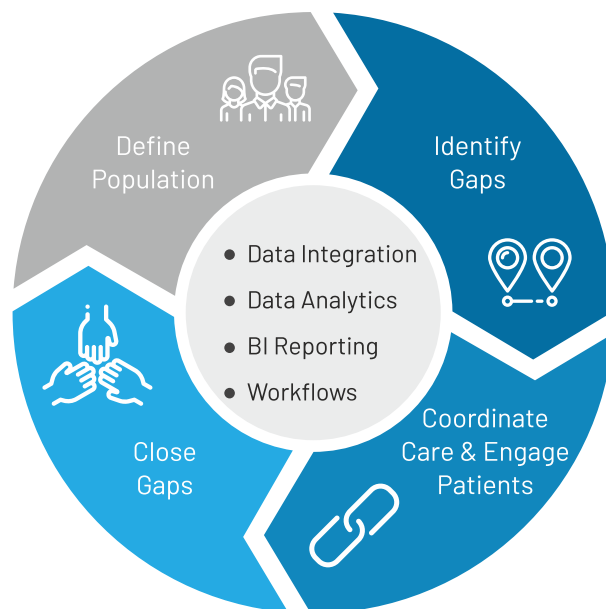 Define
Population
Identify
Gaps
• Data Integration
• Data Analytics
• BI Reporting
• Workflows
Coordinate
Care & Engage
Patients
Close
Gaps